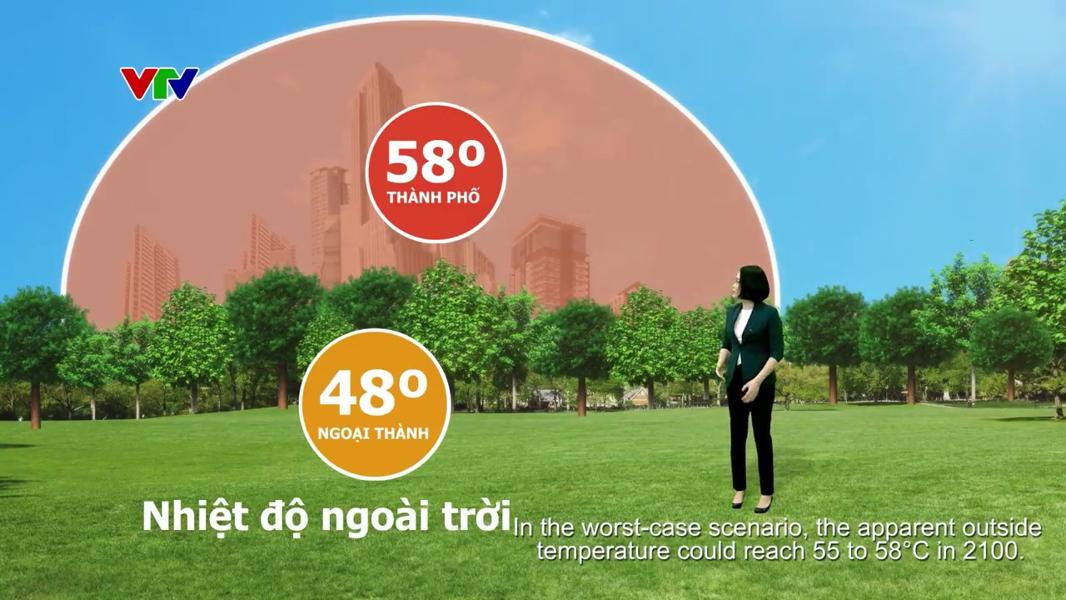 VTV
58º
THÀNH PHỐ
48º
NGOẠI THÀNH
Nhiệt độ ngoài trời
In the worst-case scenario, the apparent outside
temperature could reach 55 to 58°C in 2100.